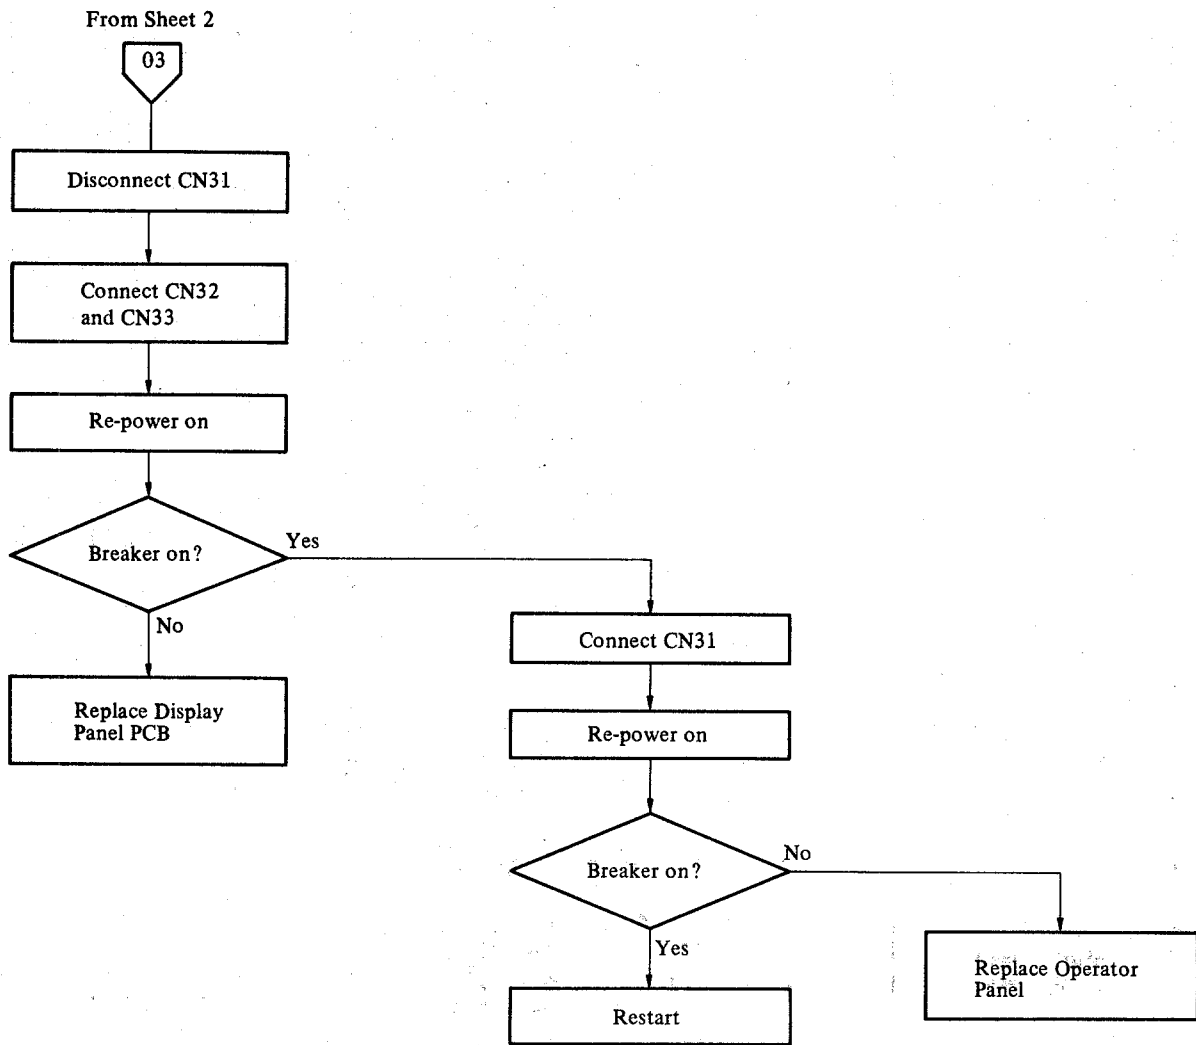 From Sheet 2
03
Disconnect CN31
Connect CN32
and CN33
Re-power on
Breaker on?
Yes
No
Replace Display
Panel PCB
Connect CN31
Re-power on
Breaker on?
No
Yes
Replace Operator
Panel
Restart